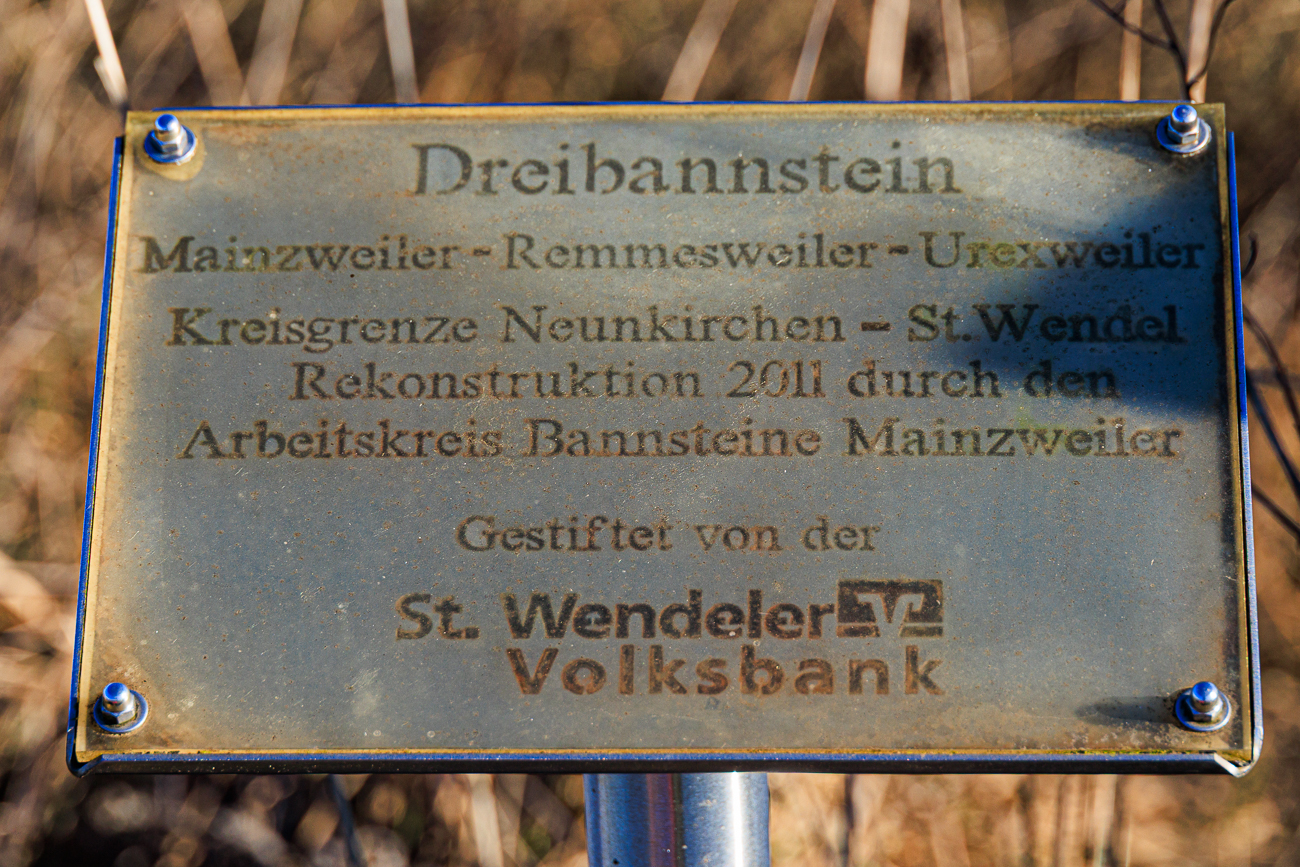 Dreibannstein
Mainzweiler - Remmesweiler - Urexweiler
Kreisgrenze Neunkirchen – St. Wendel
Rekonstruktion 2011 durch den
Arbeitskreis Bannsteine Mainzweiler
Gestiftet von der
St. Wendeler
Volksbank